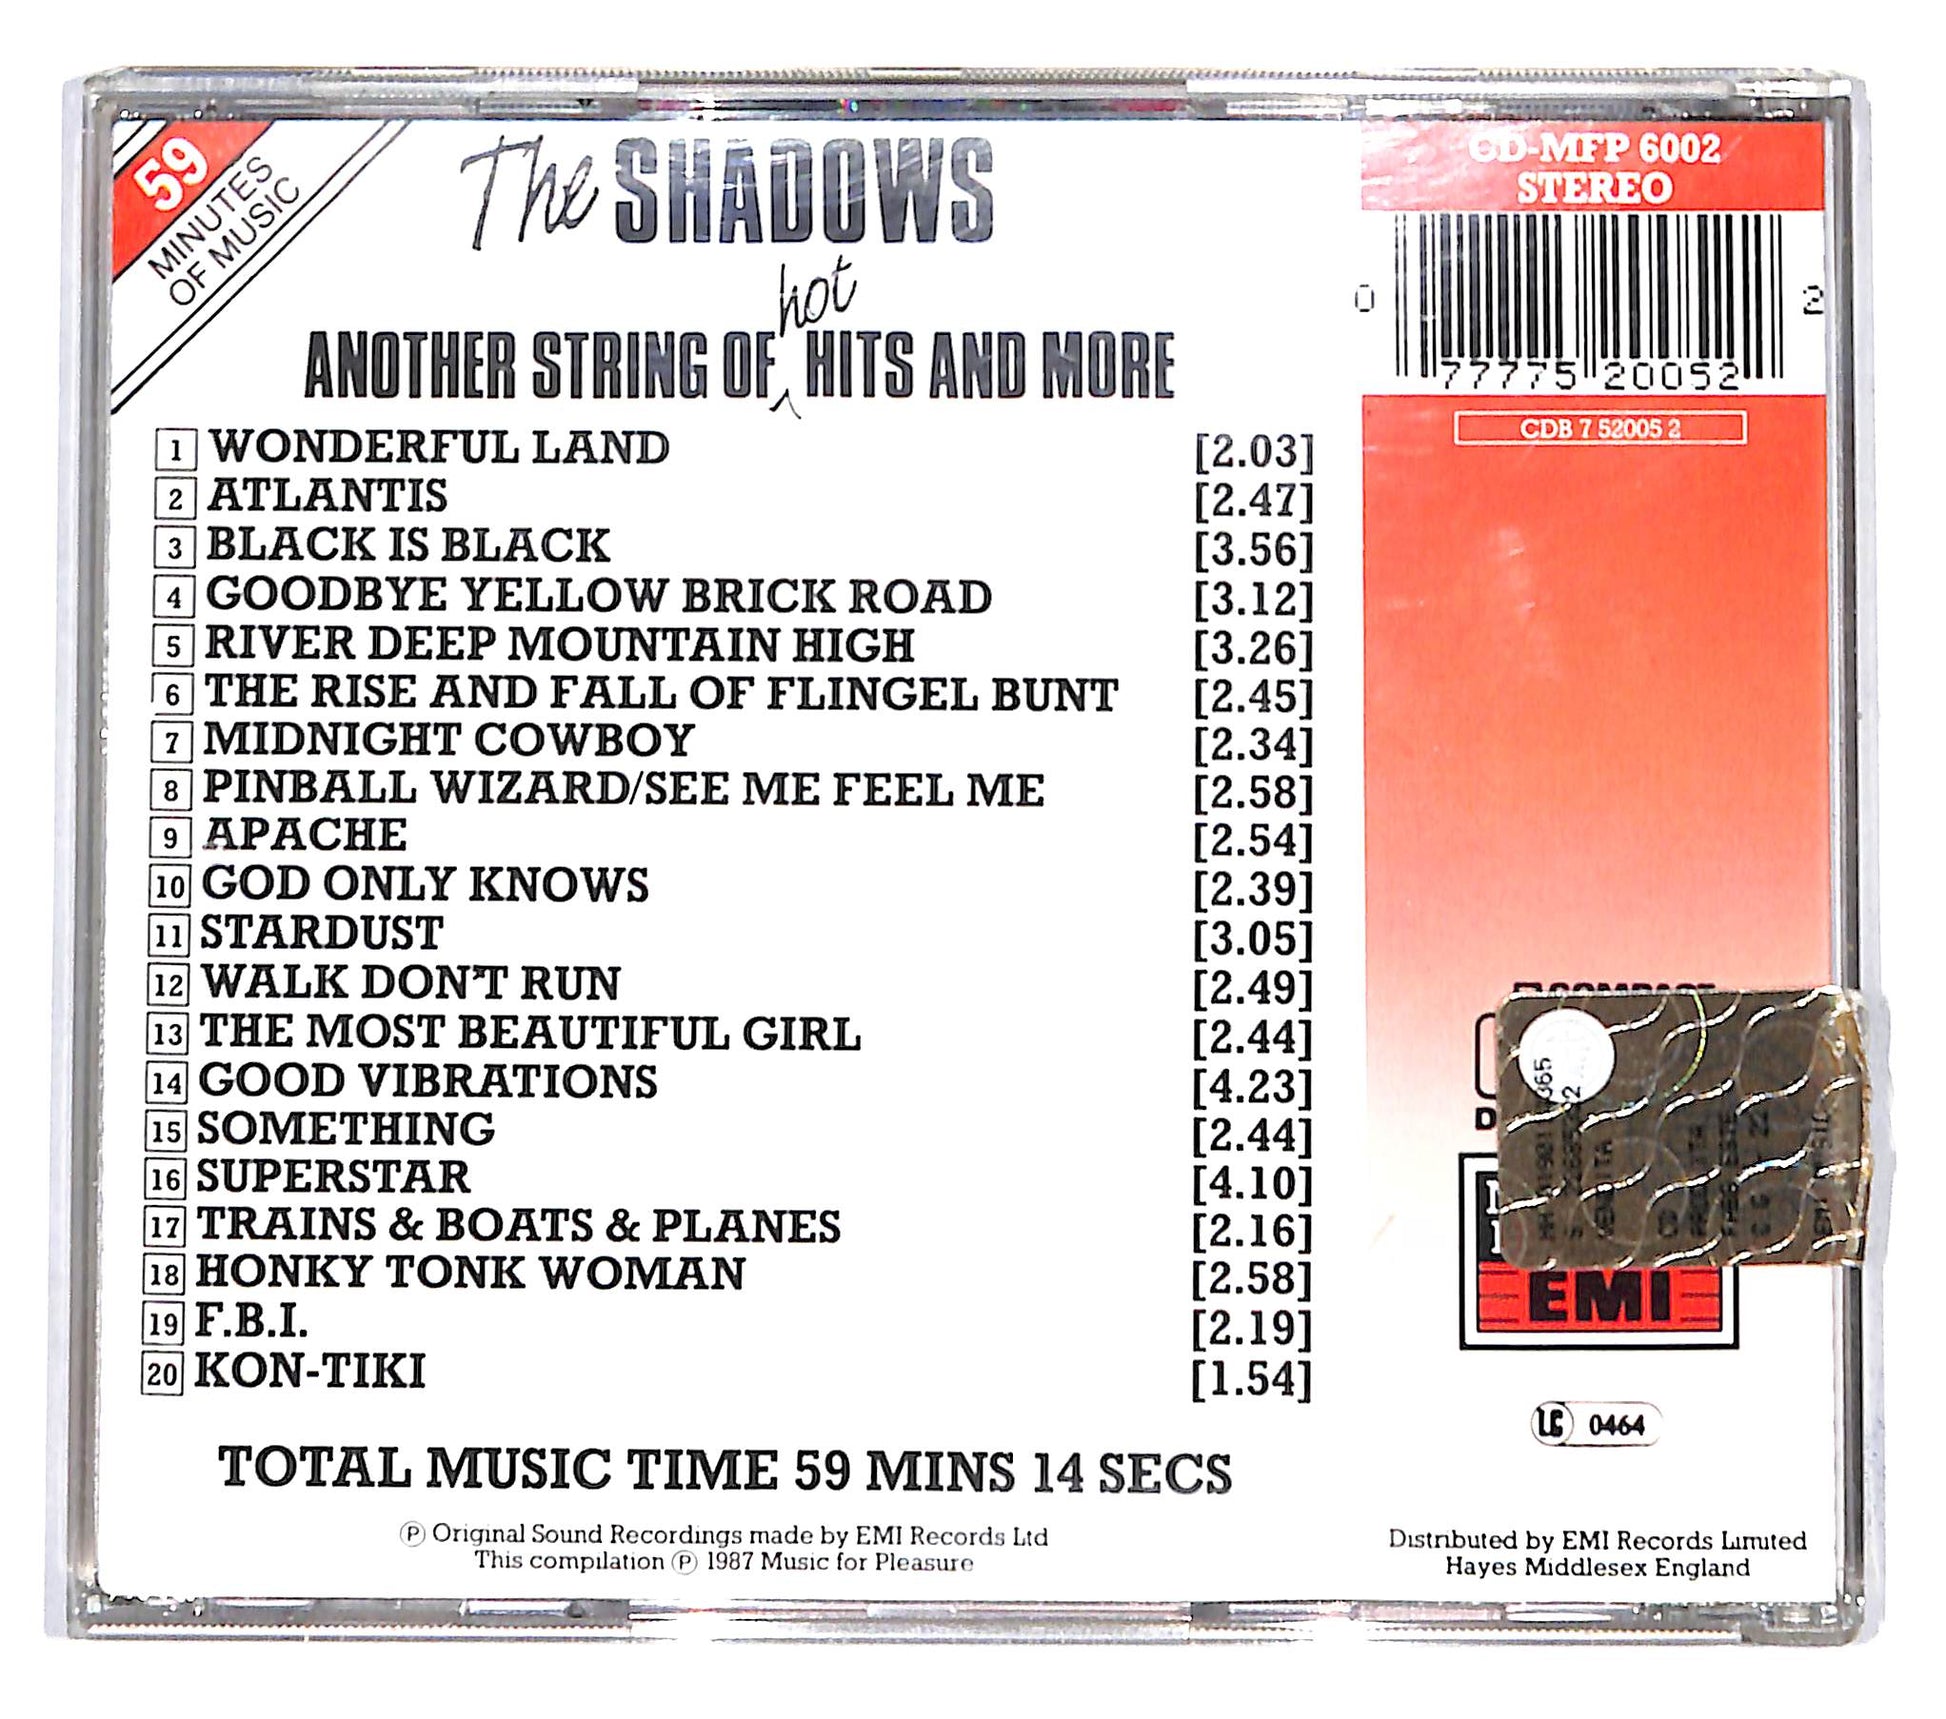 59
MINUTES
OF MUSIC
The SHADOWS
hot
ANOTHER STRING OF HITS AND MORE
1 WONDERFUL LAND [2.03]
2 ATLANTIS [2.47]
3 BLACK IS BLACK [3.56]
4 GOODBYE YELLOW BRICK ROAD [3.12]
5 RIVER DEEP MOUNTAIN HIGH [3.26]
6 THE RISE AND FALL OF FLINGEL BUNT [2.45]
7 MIDNIGHT COWBOY [2.34]
8 PINBALL WIZARD/SEE ME FEEL ME [2.58]
9 APACHE [2.54]
10 GOD ONLY KNOWS [2.39]
11 STARDUST [3.05]
12 WALK DON'T RUN [2.49]
13 THE MOST BEAUTIFUL GIRL [2.44]
14 GOOD VIBRATIONS [4.23]
15 SOMETHING [2.44]
16 SUPERSTAR [4.10]
17 TRAINS & BOATS & PLANES [2.16]
18 HONKY TONK WOMAN [2.58]
19 F.B.I. [2.19]
20 KON-TIKI [1.54]
TOTAL MUSIC TIME 59 MINS 14 SECS
Ⓟ Original Sound Recordings made by EMI Records Ltd
This compilation Ⓟ 1987 Music for Pleasure
CD-MFP 6002
STEREO
0 77775 20052 2
CDB 7 52005 2
COMPACT
EMI
LC 0464
Distributed by EMI Records Limited
Hayes Middlesex England